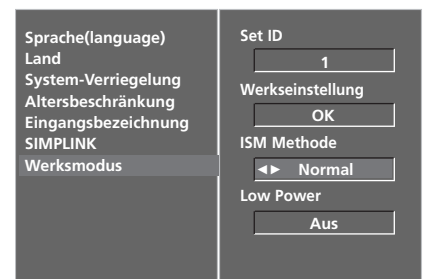 Sprache(language)
Land
System-Verriegelung
Altersbeschränkung
Eingangsbezeichnung
SIMPLINK
Werksmodus
Set ID
1
Werkseinstellung
OK
ISM Methode
◄► Normal
Low Power
Aus